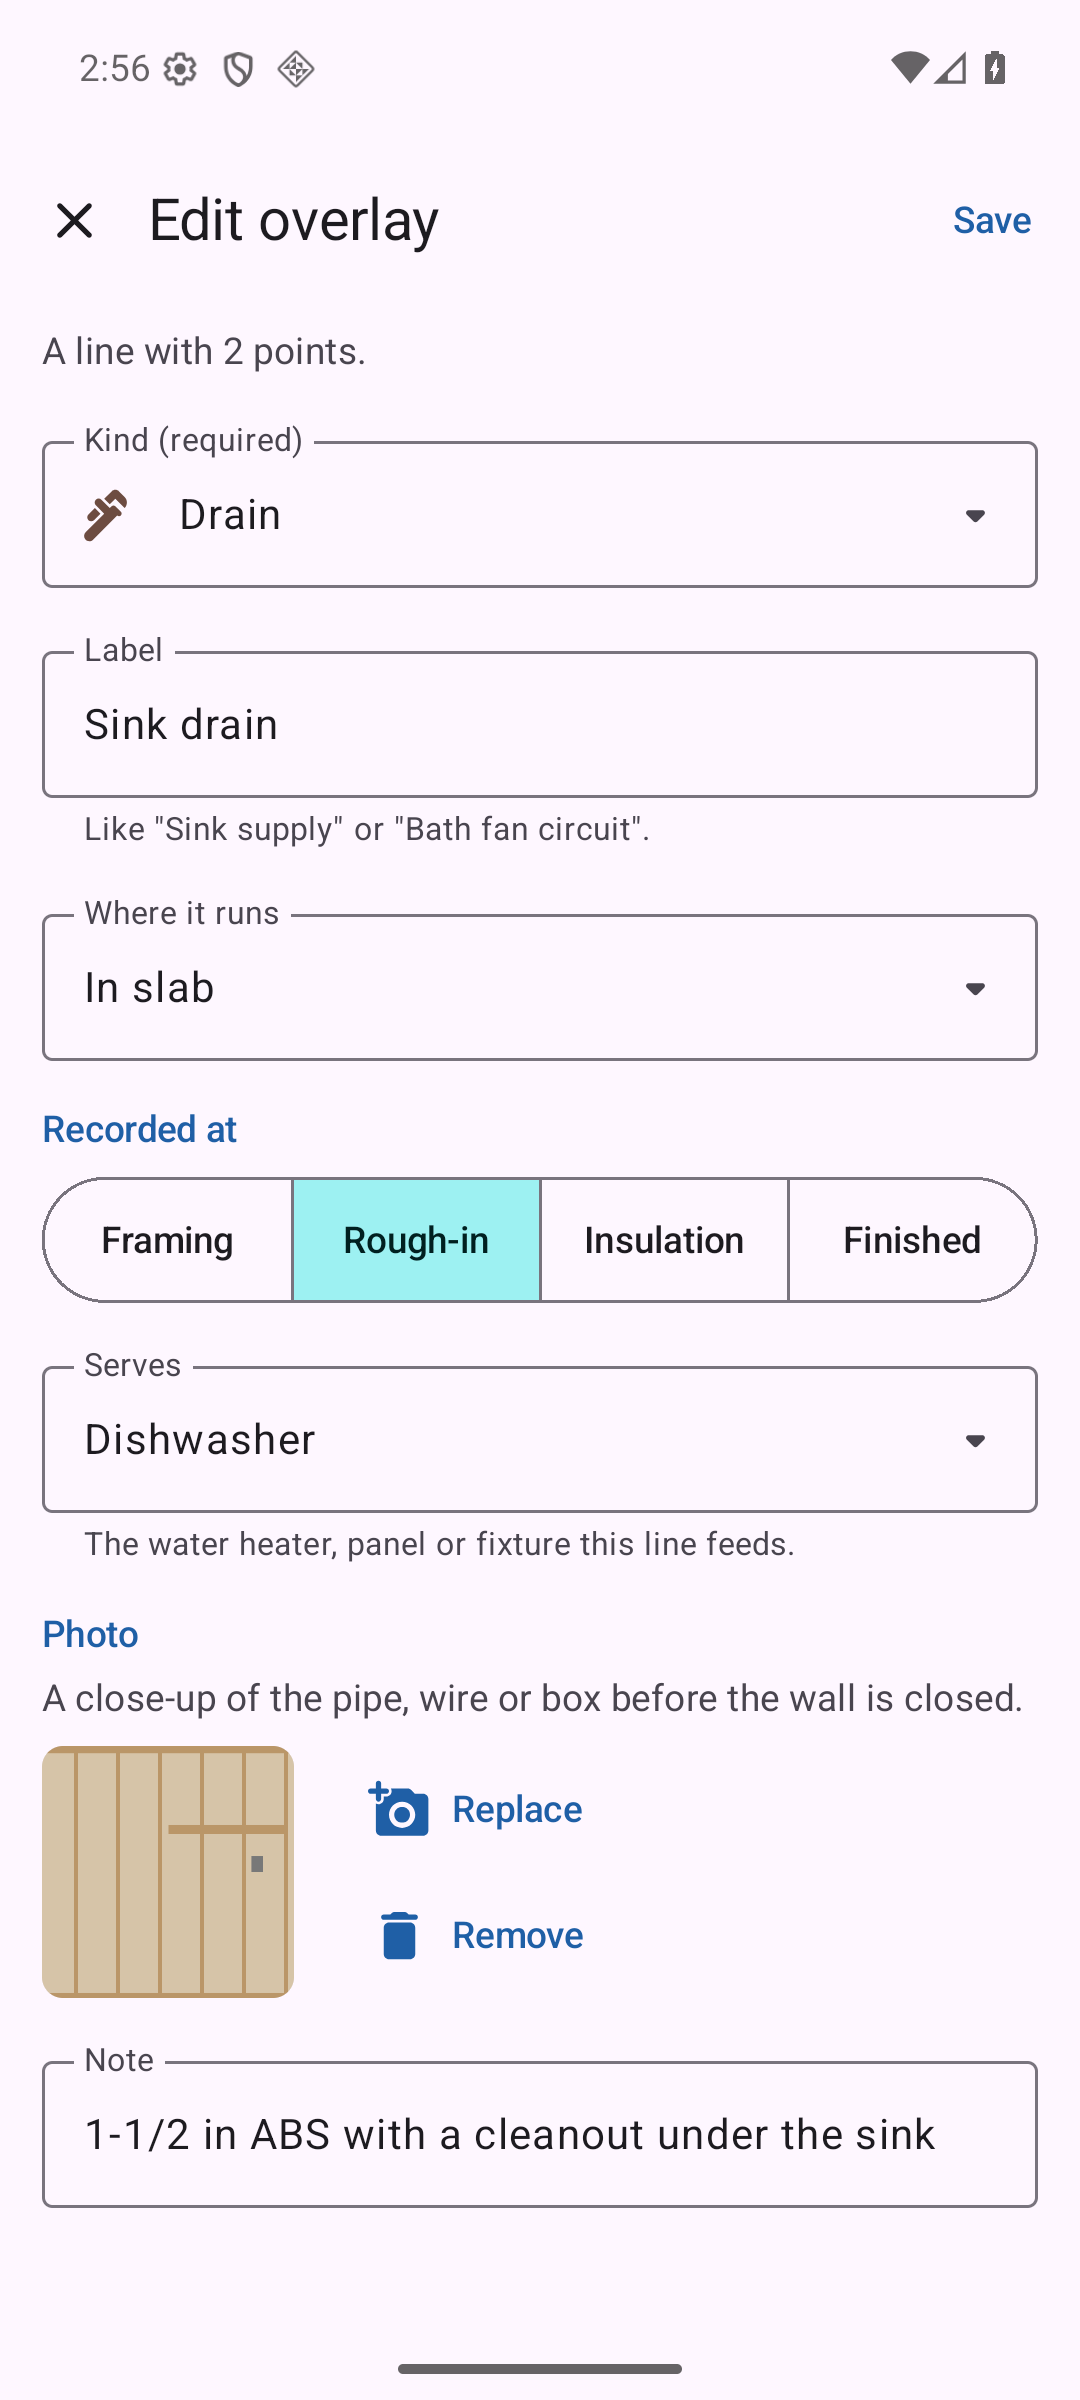 2:56
Edit overlay
Save
A line with 2 points.
Kind (required)
Drain
Label
Sink drain
Like "Sink supply" or "Bath fan circuit".
Where it runs
In slab
Recorded at
Framing
Rough-in
Insulation
Finished
Serves
Dishwasher
The water heater, panel or fixture this line feeds.
Photo
A close-up of the pipe, wire or box before the wall is closed.
Replace
Remove
Note
1-1/2 in ABS with a cleanout under the sink